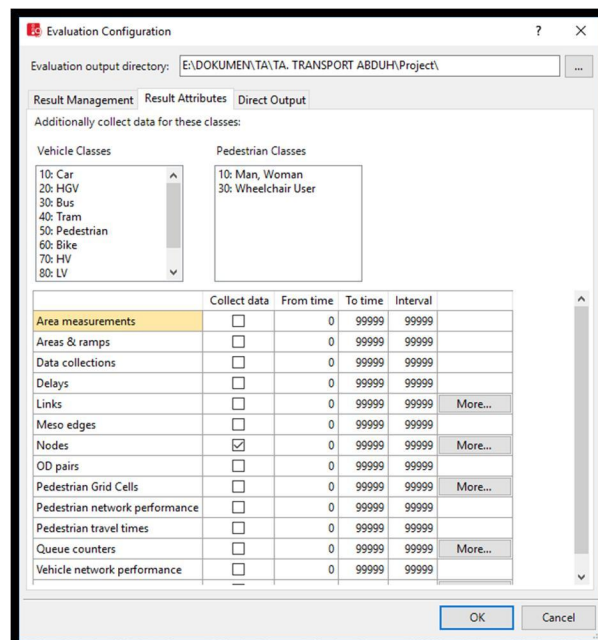 Evaluation Configuration ? ×
Evaluation output directory: E:\DOKUMEN\TA\TA. TRANSPORT ABDUH\Project\ ...
Result Management Result Attributes Direct Output
Additionally collect data for these classes:
Vehicle Classes
10: Car
20: HGV
30: Bus
40: Tram
50: Pedestrian
60: Bike
70: HV
80: LV
Pedestrian Classes
10: Man, Woman
30: Wheelchair User
Collect data From time To time Interval
Area measurements 0 99999 99999
Areas & ramps 0 99999 99999
Data collections 0 99999 99999
Delays 0 99999 99999
Links 0 99999 99999 More...
Meso edges 0 99999 99999
Nodes 0 99999 99999 More...
OD pairs 0 99999 99999
Pedestrian Grid Cells 0 99999 99999 More...
Pedestrian network performance 0 99999 99999
Pedestrian travel times 0 99999 99999
Queue counters 0 99999 99999 More...
Vehicle network performance 0 99999 99999
OK Cancel